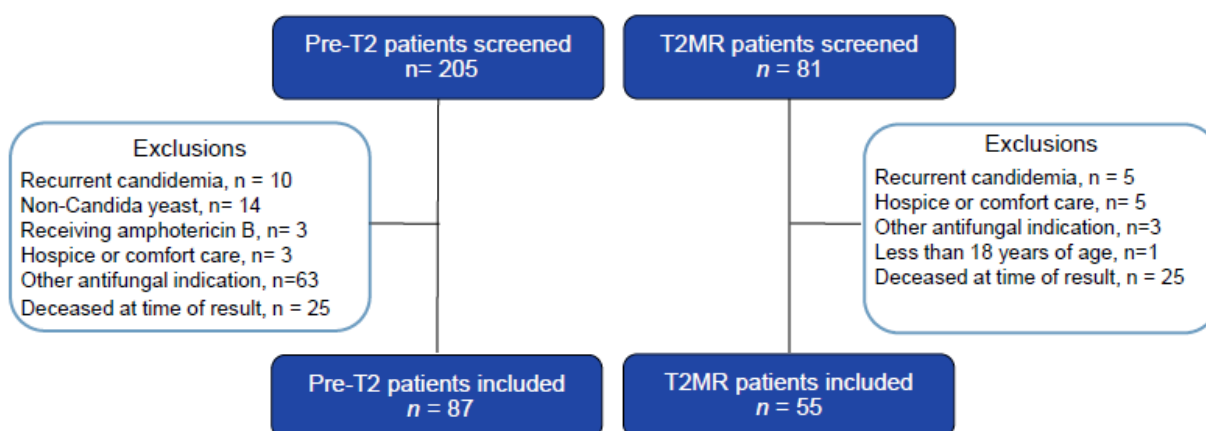 Pre-T2 patients screened
n= 205
T2MR patients screened
n = 81
Exclusions
Recurrent candidemia, n = 10
Non-Candida yeast, n= 14
Receiving amphotericin B, n= 3
Hospice or comfort care, n= 3
Other antifungal indication, n=63
Deceased at time of result, n = 25
Exclusions
Recurrent candidemia, n = 5
Hospice or comfort care, n= 5
Other antifungal indication, n=3
Less than 18 years of age, n=1
Deceased at time of result, n = 25
Pre-T2 patients included
n = 87
T2MR patients included
n = 55